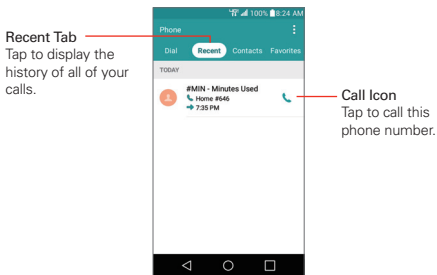 Recent Tab
Tap to display the
history of all of your
calls.
100% 8:24 AM
Phone
Dial Recent Contacts Favorites
TODAY
#MIN - Minutes Used
Home #646
7:35 PM
Call Icon
Tap to call this
phone number.